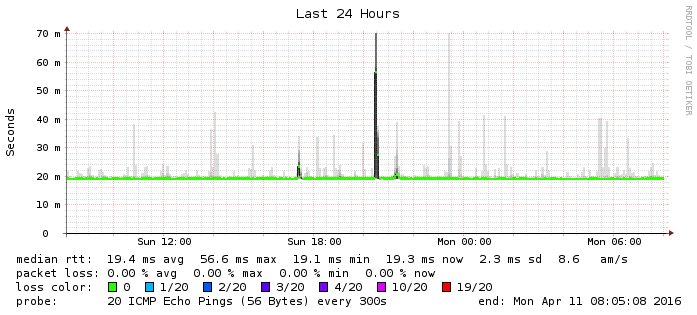 Last 24 Hours
RRDTOOL / TOBI OETIKER
Seconds
70 m
60 m
50 m
40 m
30 m
20 m
10 m
0
Sun 12:00 Sun 18:00 Mon 00:00 Mon 06:00
median rtt: 19.4 ms avg 56.6 ms max 19.1 ms min 19.3 ms now 2.3 ms sd 8.6 am/s
packet loss: 0.00 % avg 0.00 % max 0.00 % min 0.00 % now
loss color: 0 1/20 2/20 3/20 4/20 10/20 19/20
probe: 20 ICMP Echo Pings (56 Bytes) every 300s end: Mon Apr 11 08:05:08 2016